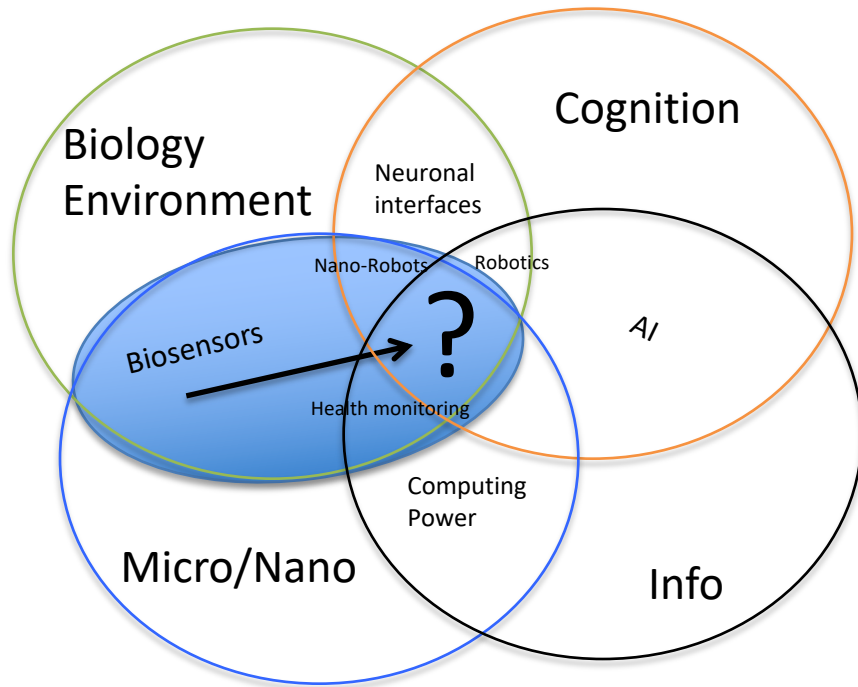 Cognition
Biology
Environment
Neuronal
interfaces
Nano-Robots
Robotics
?
AI
Biosensors
Health monitoring
Computing
Power
Micro/Nano
Info